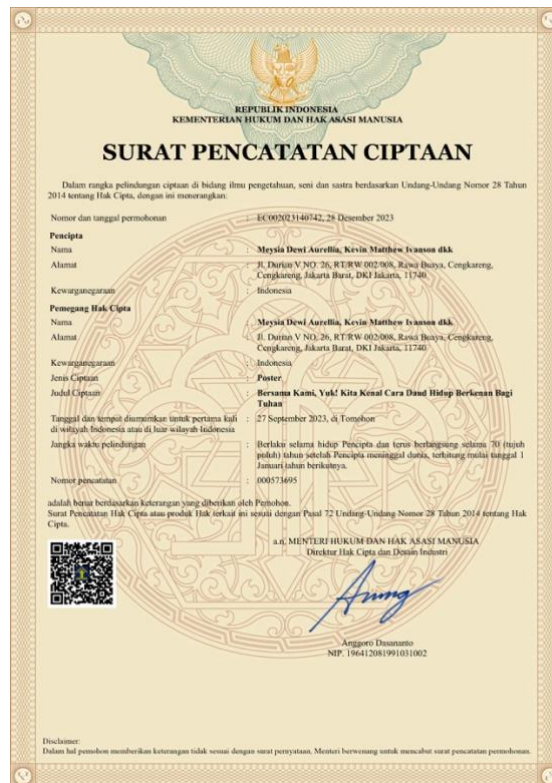 REPUBLIK INDONESIA
KEMENTERIAN HUKUM DAN HAK ASASI MANUSIA
SURAT PENCATATAN CIPTAAN
Dalam rangka pelindungan ciptaan di bidang ilmu pengetahuan, seni dan sastra berdasarkan Undang-Undang Nomor 28 Tahun
2014 tentang Hak Cipta, dengan ini menerangkan:
Nomor dan tanggal permohonan : EC002023140742, 28 Desember 2023
Pencipta
Nama : Meysia Dewi Aurellia, Kevin Matthew Ivanson dkk
Alamat : Jl. Durian V NO. 26, RT/RW 002/008, Rawa Buaya, Cengkareng,
Cengkareng, Jakarta Barat, DKI Jakarta, 11740
Kewarganegaraan : Indonesia
Pemegang Hak Cipta
Nama : Meysia Dewi Aurellia, Kevin Matthew Ivanson dkk
Alamat : Jl. Durian V NO. 26, RT/RW 002/008, Rawa Buaya, Cengkareng,
Cengkareng, Jakarta Barat, DKI Jakarta, 11740
Kewarganegaraan : Indonesia
Jenis Ciptaan : Poster
Judul Ciptaan : Bersama Kami, Yuk! Kita Kenal Cara Daud Hidup Berkenan Bagi
Tuhan
Tanggal dan tempat diumumkan untuk pertama kali : 27 September 2023, di Tomohon
di wilayah Indonesia atau di luar wilayah Indonesia
Jangka waktu pelindungan : Berlaku selama hidup Pencipta dan terus berlangsung selama 70 (tujuh
puluh) tahun setelah Pencipta meninggal dunia, terhitung mulai tanggal 1
Januari tahun berikutnya.
Nomor pencatatan : 000573695
adalah benar berdasarkan keterangan yang diberikan oleh Pemohon.
Surat Pencatatan Hak Cipta atau produk Hak terkait ini sesuai dengan Pasal 72 Undang-Undang Nomor 28 Tahun 2014 tentang Hak
Cipta.
a.n. MENTERI HUKUM DAN HAK ASASI MANUSIA
Direktur Hak Cipta dan Desain Industri
Anggoro Dasananto
NIP. 196412081991031002
Disclaimer:
Dalam hal pemohon memberikan keterangan tidak sesuai dengan surat pernyataan, Menteri berwenang untuk mencabut surat pencatatan permohonan.